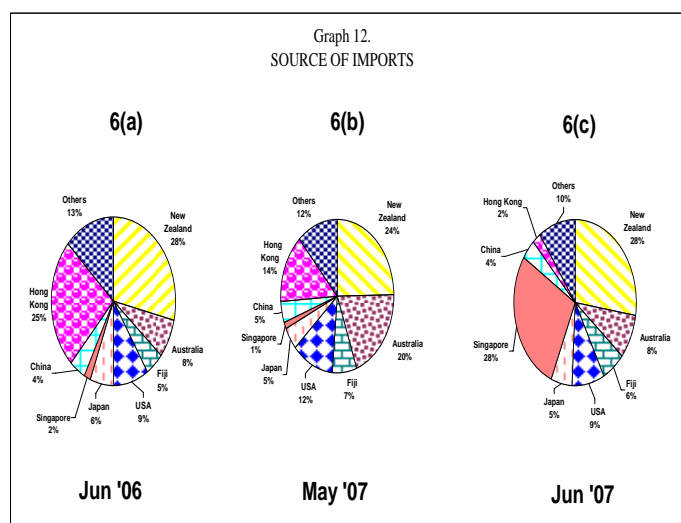 Graph 12.
SOURCE OF IMPORTS
6(a)
6(b)
6(c)
Others
13%
New
Zealand
28%
Australia
8%
Fiji
5%
USA
9%
Japan
6%
Singapore
2%
China
4%
Hong
Kong
25%
Jun '06
Others
12%
New
Zealand
24%
Australia
20%
Fiji
7%
USA
12%
Japan
5%
Singapore
1%
China
5%
Hong
Kong
14%
May '07
Others
10%
New
Zealand
28%
Australia
8%
Fiji
6%
USA
9%
Japan
5%
Singapore
28%
China
4%
Hong Kong
2%
Jun '07